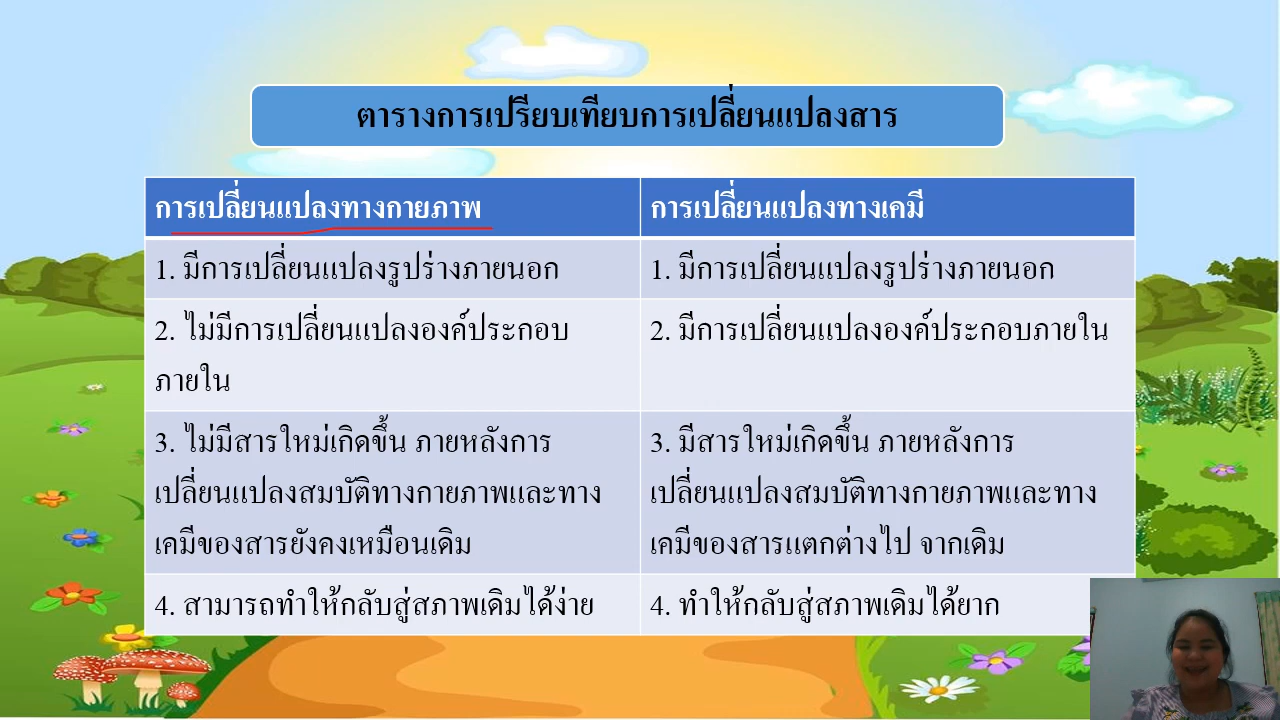 ตารางการเปรียบเทียบการเปลี่ยนแปลงสาร
การเปลี่ยนแปลงทางกายภาพ
การเปลี่ยนแปลงทางเคมี
1. มีการเปลี่ยนแปลงรูปร่างภายนอก
1. มีการเปลี่ยนแปลงรูปร่างภายนอก
2. ไม่มีการเปลี่ยนแปลงองค์ประกอบ
ภายใน
2. มีการเปลี่ยนแปลงองค์ประกอบภายใน
3. ไม่มีสารใหม่เกิดขึ้น ภายหลังการ
เปลี่ยนแปลงสมบัติทางกายภาพและทาง
เคมีของสารยังคงเหมือนเดิม
3. มีสารใหม่เกิดขึ้น ภายหลังการ
เปลี่ยนแปลงสมบัติทางกายภาพและทาง
เคมีของสารแตกต่างไป จากเดิม
4. สามารถทำให้กลับสู่สภาพเดิมได้ง่าย
4. ทำให้กลับสู่สภาพเดิมได้ยาก